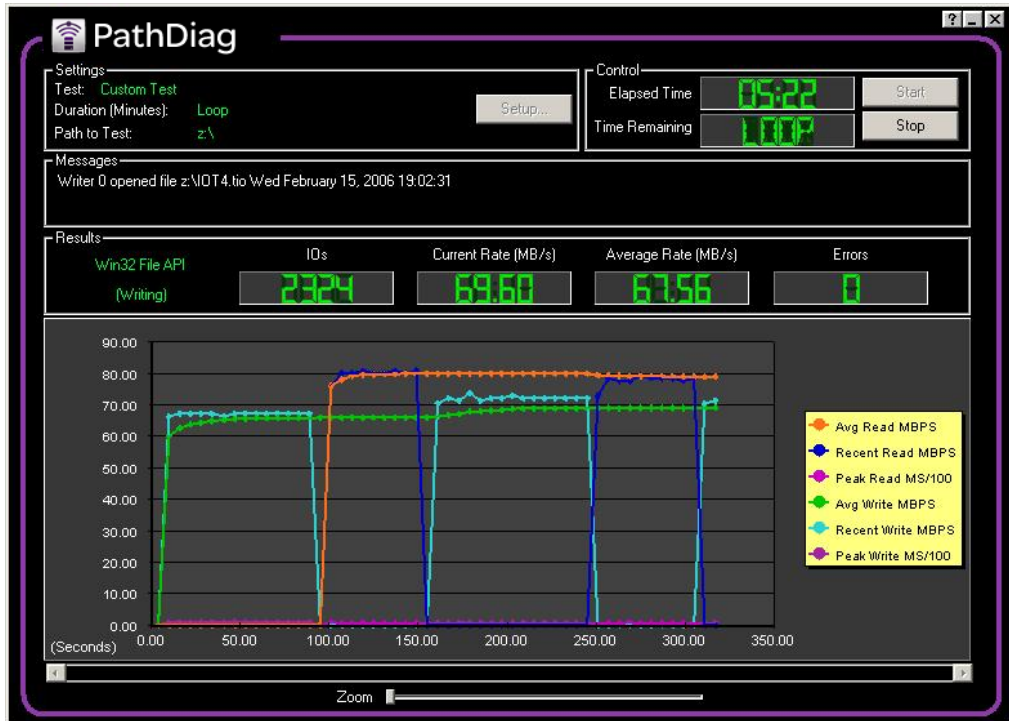 PathDiag
? _ X
Settings
Test: Custom Test
Duration (Minutes): Loop
Path to Test: z:\
Setup...
Control
Elapsed Time 05:22 Start
Time Remaining LOOP Stop
Messages
Writer 0 opened file z:\IOT4.tio Wed February 15, 2006 19:02:31
Results
Win32 File API
(Writing)
IOs Current Rate (MB/s) Average Rate (MB/s) Errors
2324 69.60 67.56 0
90.00
80.00
70.00
60.00
50.00
40.00
30.00
20.00
10.00
0.00
(Seconds) 0.00 50.00 100.00 150.00 200.00 250.00 300.00 350.00
Avg Read MBPS
Recent Read MBPS
Peak Read MS/100
Avg Write MBPS
Recent Write MBPS
Peak Write MS/100
Zoom